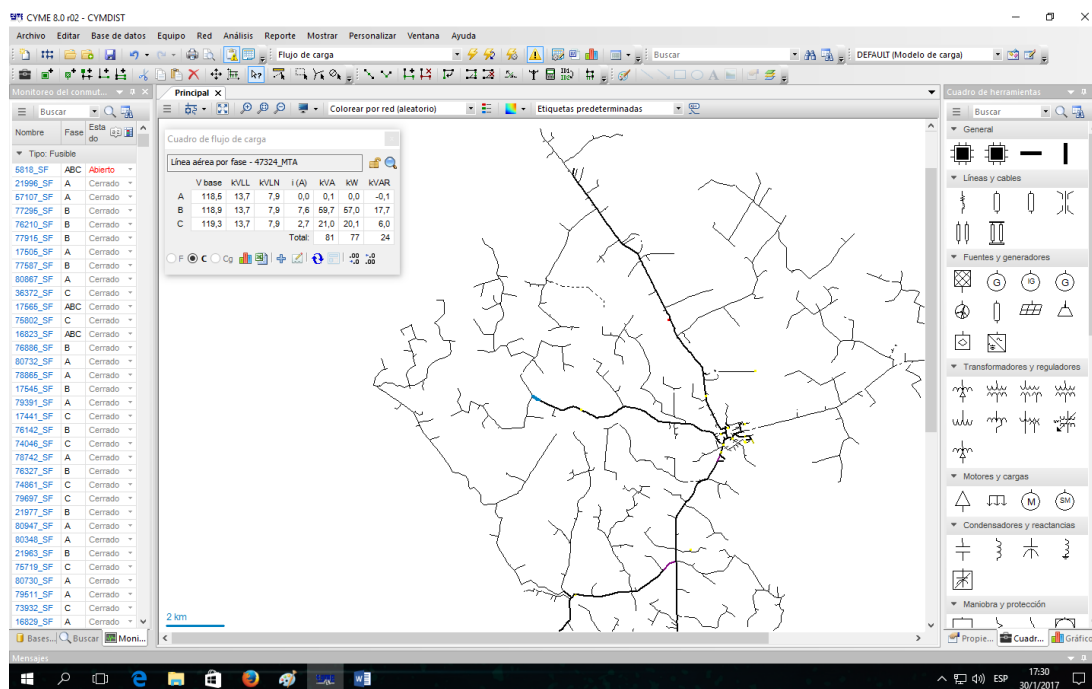 CYME 8.0 r02 - CYMDIST
Archivo Editar Base de datos Equipo Red Análisis Reporte Mostrar Personalizar Ventana Ayuda
Flujo de carga Buscar DEFAULT (Modelo de carga)
Monitoreo del conmut...
Buscar
Nombre Fase Estado
Tipo: Fusible
5818_SF ABC Abierto
21996_SF A Cerrado
57107_SF A Cerrado
77295_SF B Cerrado
76210_SF B Cerrado
77915_SF B Cerrado
17505_SF A Cerrado
77587_SF B Cerrado
80867_SF A Cerrado
36372_SF C Cerrado
17565_SF ABC Cerrado
75802_SF C Cerrado
16823_SF ABC Cerrado
76886_SF B Cerrado
80732_SF A Cerrado
78866_SF A Cerrado
17546_SF B Cerrado
79391_SF A Cerrado
17441_SF C Cerrado
76142_SF B Cerrado
74046_SF C Cerrado
78742_SF A Cerrado
76327_SF B Cerrado
74861_SF C Cerrado
79697_SF C Cerrado
21977_SF B Cerrado
80947_SF A Cerrado
80348_SF A Cerrado
21963_SF B Cerrado
75719_SF C Cerrado
80730_SF A Cerrado
79511_SF A Cerrado
73932_SF C Cerrado
16829_SF A Cerrado
Bases... Buscar Moni...
Principal
Colorear por red (aleatorio) Etiquetas predeterminadas
Cuadro de flujo de carga
Línea aérea por fase - 47324_MTA
V base kVLL kVLN i (A) kVA kW kVAR
A 118,5 13,7 7,9 0,0 0,1 0,0 -0,1
B 118,9 13,7 7,9 7,6 59,7 57,0 17,7
C 119,3 13,7 7,9 2,7 21,0 20,1 6,0
Total: 81 77 24
F C Cg
2 km
Cuadro de herramientas
Buscar
General
Líneas y cables
Fuentes y generadores
G IG G
Transformadores y reguladores
Motores y cargas
M SM
Condensadores y reactancias
Maniobra y protección
Propie... Cuadr... Gráfico
Mensajes
ESP
17:30
30/1/2017